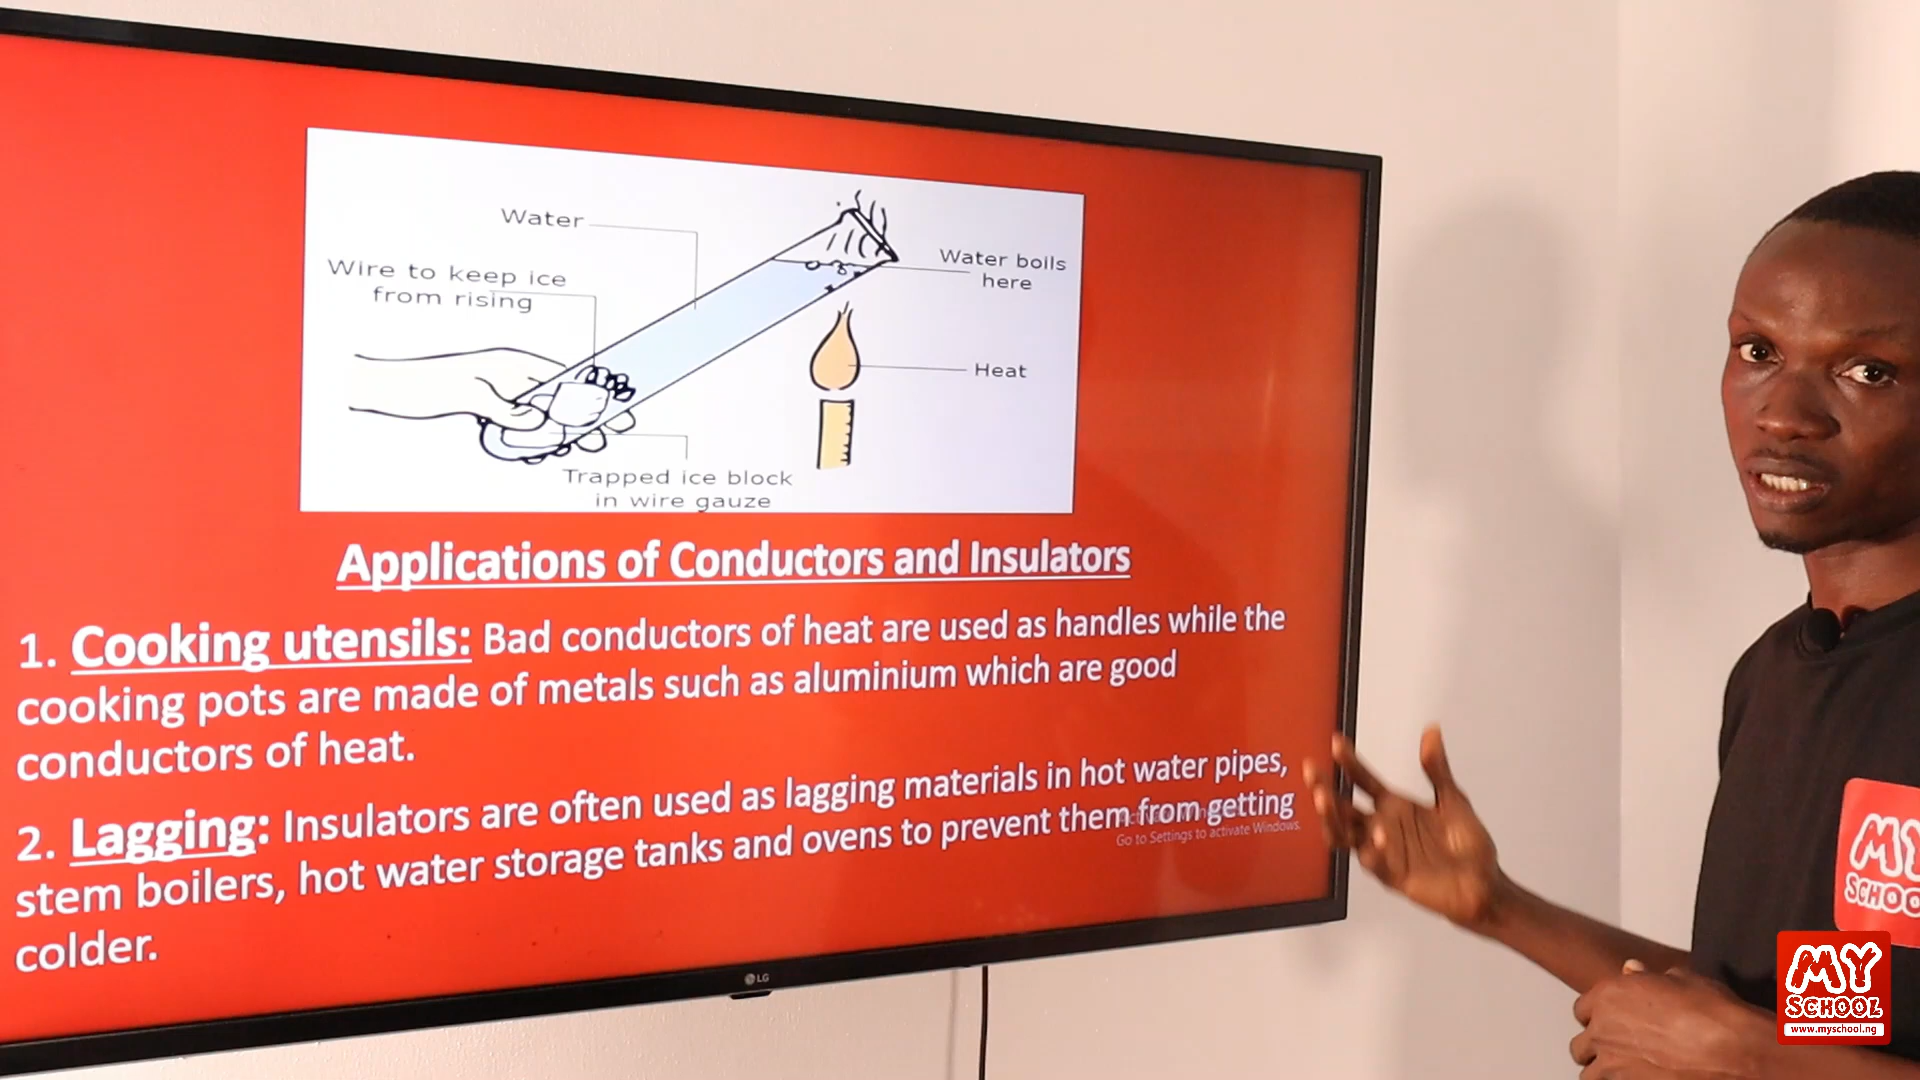 Water
Wire to keep ice
from rising
Water boils
here
Heat
Trapped ice block
in wire gauze
Applications of Conductors and Insulators
1. Cooking utensils: Bad conductors of heat are used as handles while the
cooking pots are made of metals such as aluminium which are good
conductors of heat.
2. Lagging: Insulators are often used as lagging materials in hot water pipes,
stem boilers, hot water storage tanks and ovens to prevent them from getting
colder.
Go to Settings to activate Windows.
LG
MY
SCHOO
MY
SCHOOL
www.myschool.ng